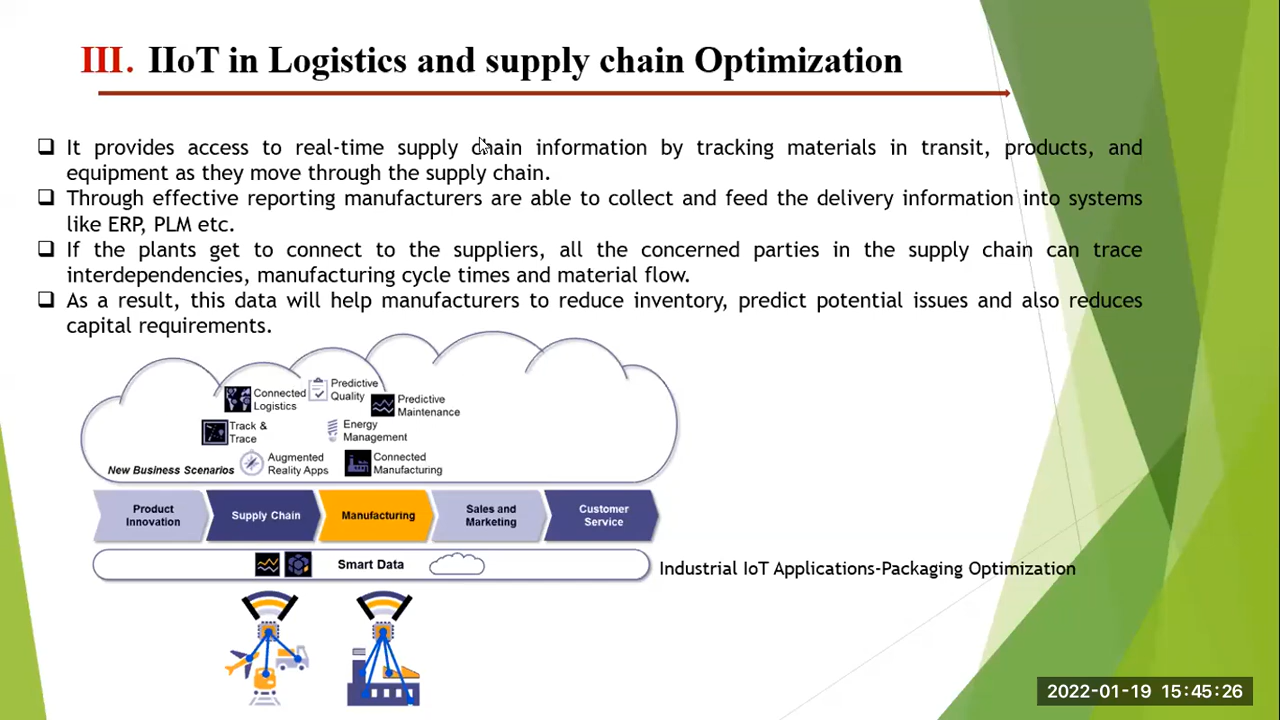 III. IIoT in Logistics and supply chain Optimization
It provides access to real-time supply chain information by tracking materials in transit, products, and
equipment as they move through the supply chain.
Through effective reporting manufacturers are able to collect and feed the delivery information into systems
like ERP, PLM etc.
If the plants get to connect to the suppliers, all the concerned parties in the supply chain can trace
interdependencies, manufacturing cycle times and material flow.
As a result, this data will help manufacturers to reduce inventory, predict potential issues and also reduces
capital requirements.
Connected
Logistics
Predictive
Quality
Predictive
Maintenance
Track &
Trace
Energy
Management
New Business Scenarios
Augmented
Reality Apps
Connected
Manufacturing
Product
Innovation
Supply Chain
Manufacturing
Sales and
Marketing
Customer
Service
Smart Data
Industrial IoT Applications-Packaging Optimization
2022-01-19 15:45:26